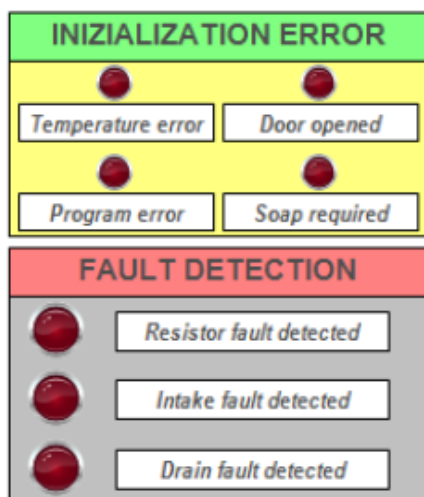 INIZIALIZATION ERROR
Temperature error
Door opened
Program error
Soap required
FAULT DETECTION
Resistor fault detected
Intake fault detected
Drain fault detected